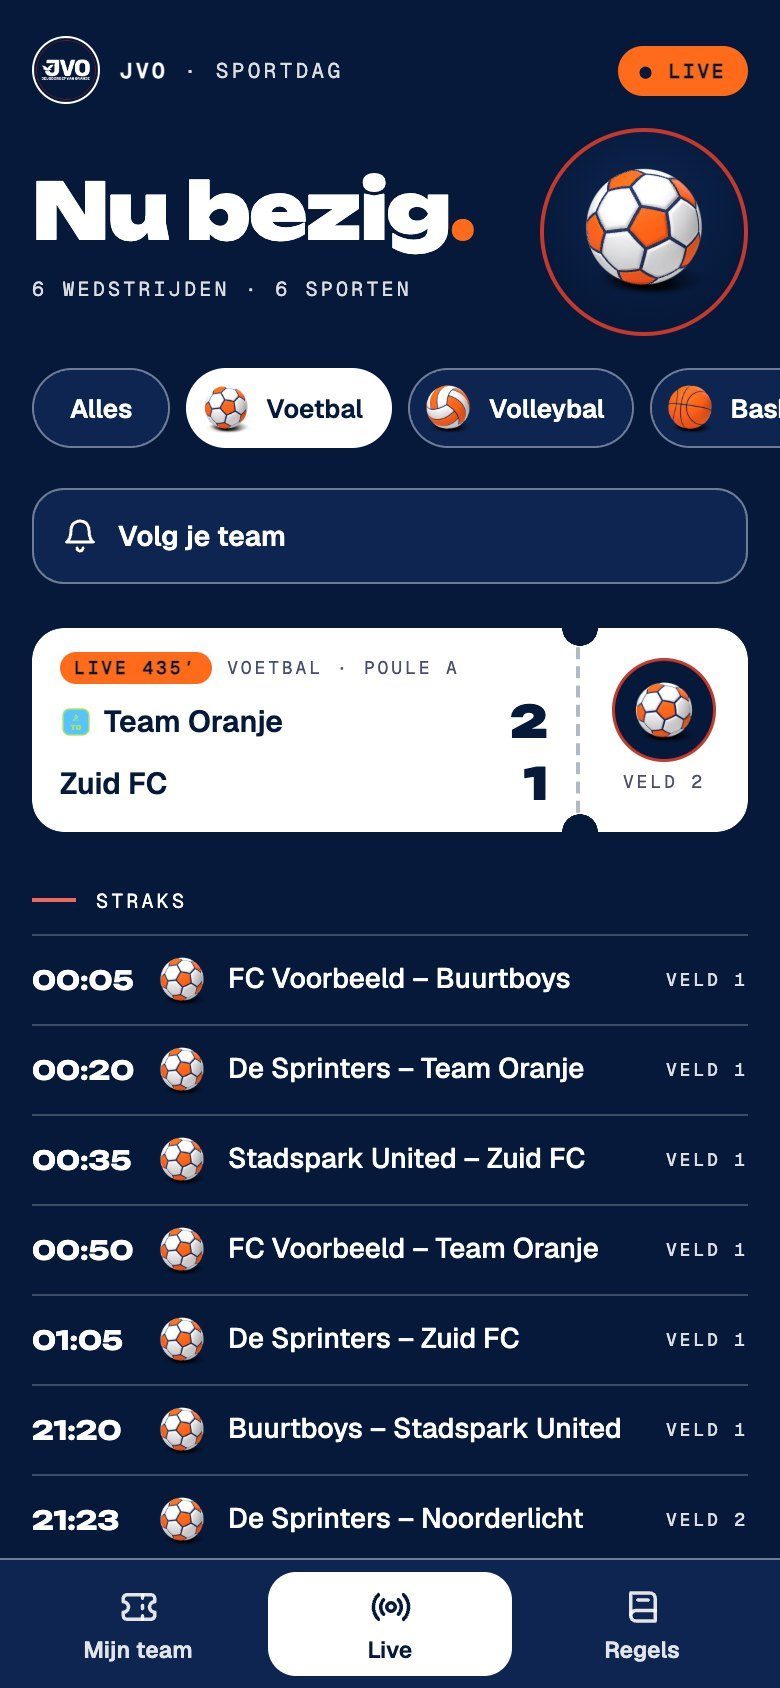 JVO
JVO · SPORTDAG
● LIVE
Nu bezig.
6 WEDSTRIJDEN · 6 SPORTEN
Alles
Voetbal
Volleybal
Bas
Volg je team
LIVE 435′
VOETBAL · POULE A
TO
Team Oranje
2
Zuid FC
1
VELD 2
STRAKS
00:05 FC Voorbeeld – Buurtboys VELD 1
00:20 De Sprinters – Team Oranje VELD 1
00:35 Stadspark United – Zuid FC VELD 1
00:50 FC Voorbeeld – Team Oranje VELD 1
01:05 De Sprinters – Zuid FC VELD 1
21:20 Buurtboys – Stadspark United VELD 1
21:23 De Sprinters – Noorderlicht VELD 2
Mijn team
Live
Regels